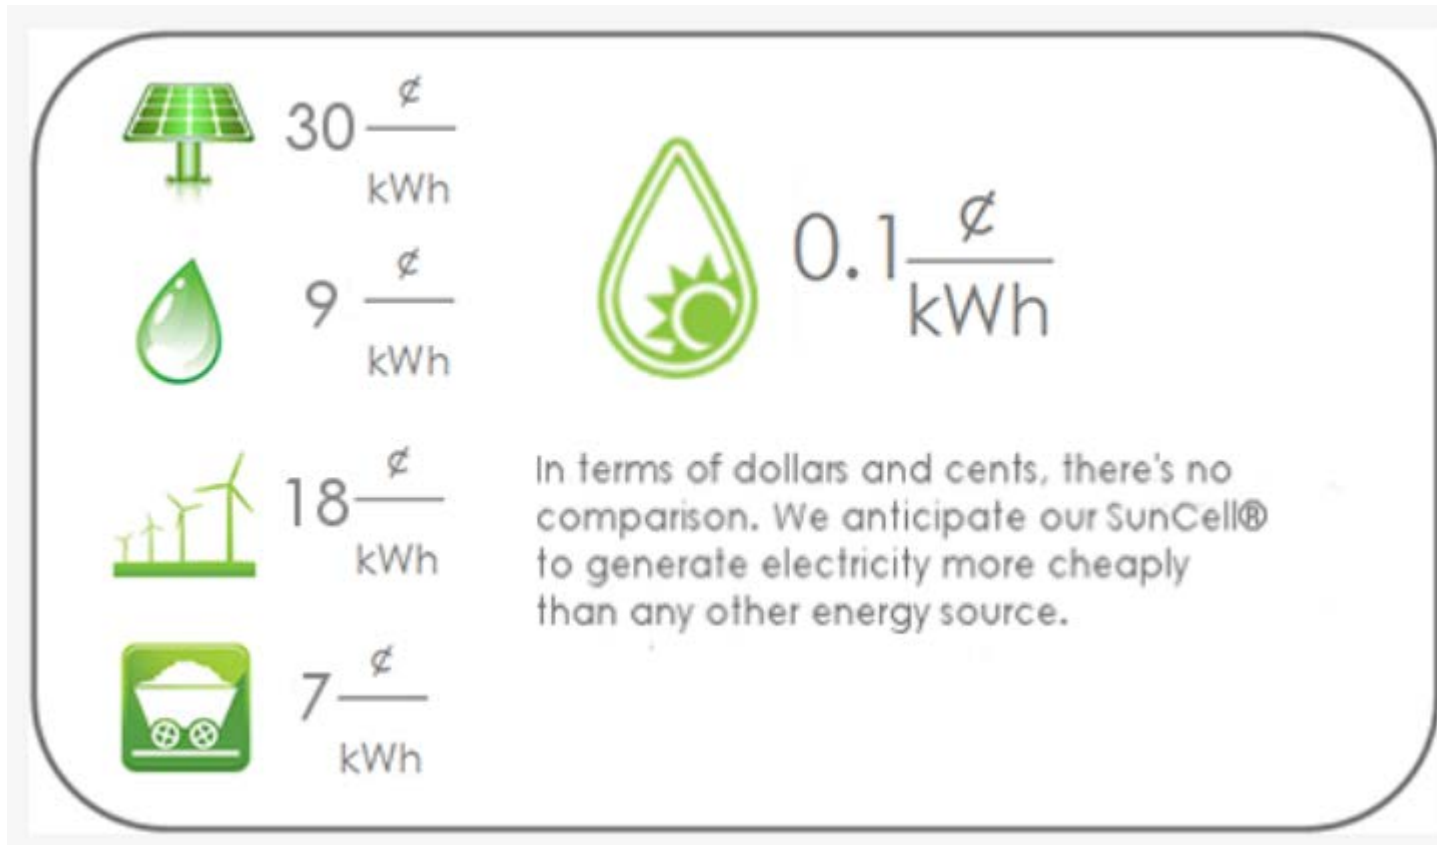 30 ¢
kWh
9 ¢
kWh
18 ¢
kWh
7 ¢
kWh
0.1 ¢
kWh
In terms of dollars and cents, there's no
comparison. We anticipate our SunCell®
to generate electricity more cheaply
than any other energy source.